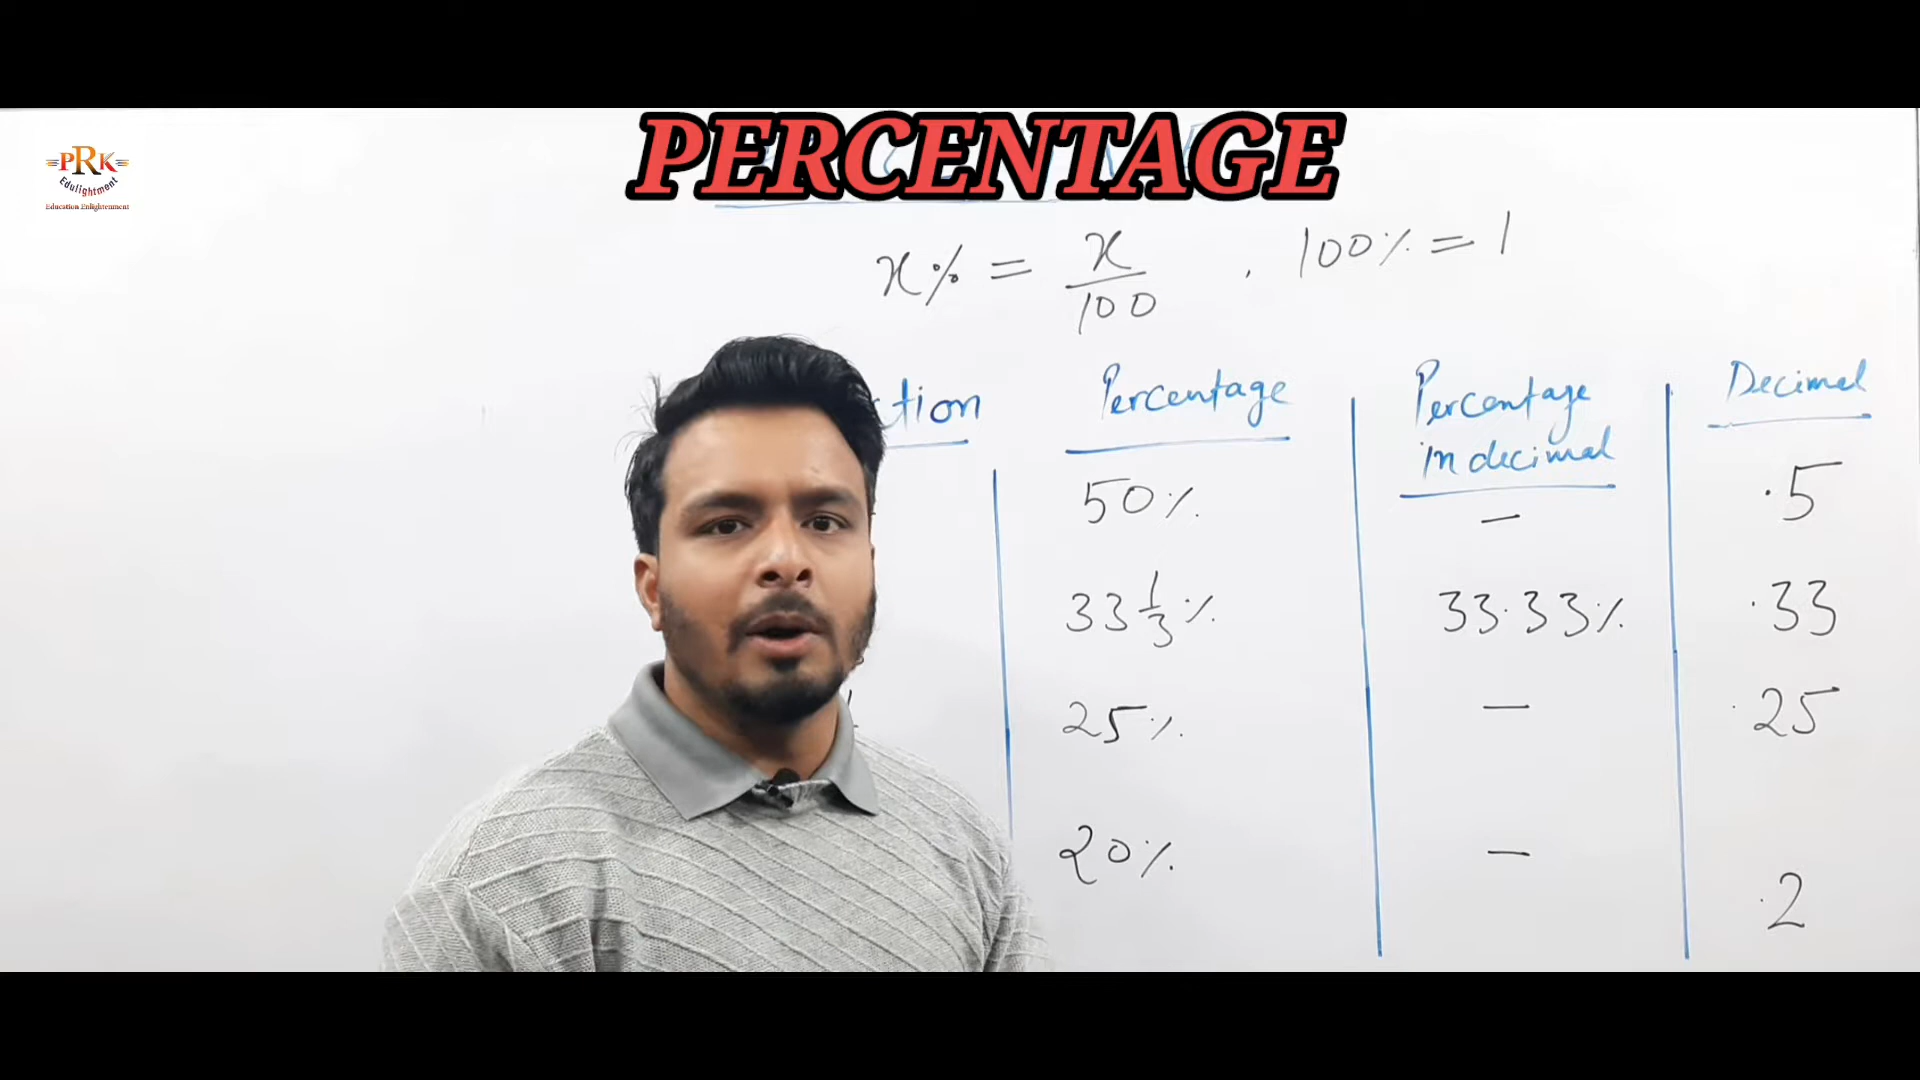 PERCENTAGE
PRK
Edulightment
Education Enlightenment
x% = x/100 , 100% = 1
Percentage
Percentage
in decimal
Decimal
50% - .5
33 1/3 % 33.33% .33
25% - .25
20% -
.2